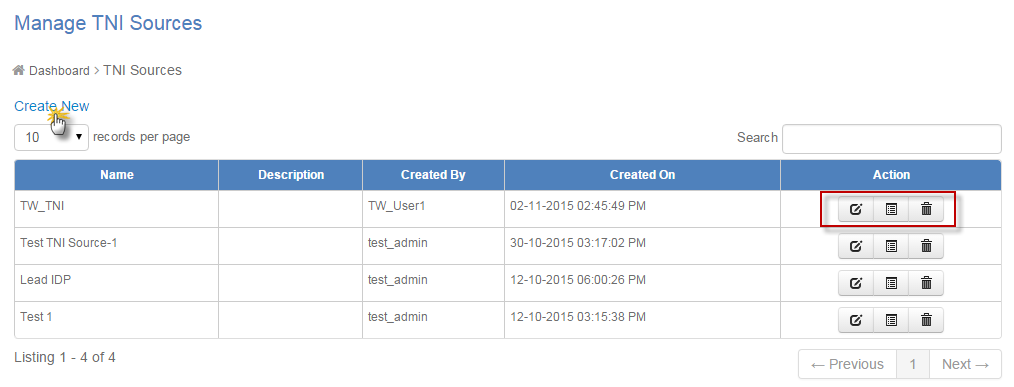 Manage TNI Sources
Dashboard > TNI Sources
Create New
10 records per page Search
Name Description Created By Created On Action
TW_TNI TW_User1 02-11-2015 02:45:49 PM
Test TNI Source-1 test_admin 30-10-2015 03:17:02 PM
Lead IDP test_admin 12-10-2015 06:00:26 PM
Test 1 test_admin 12-10-2015 03:15:38 PM
Listing 1 - 4 of 4
← Previous 1 Next →